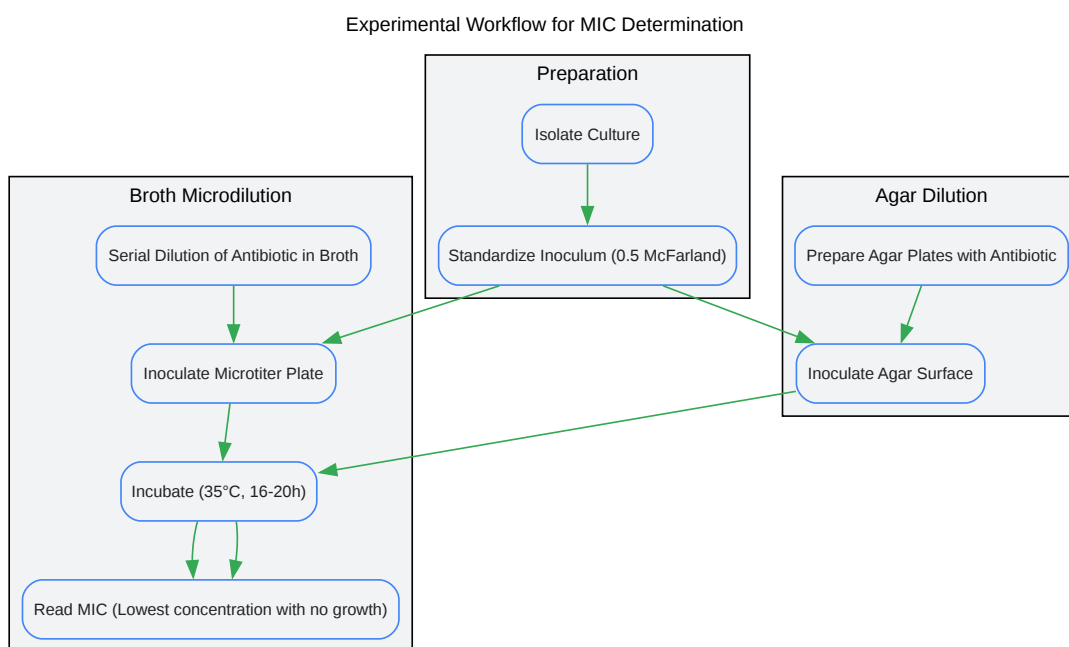 Experimental Workflow for MIC Determination
Preparation
Isolate Culture
Standardize Inoculum (0.5 McFarland)
Broth Microdilution
Serial Dilution of Antibiotic in Broth
Inoculate Microtiter Plate
Incubate (35°C, 16-20h)
Read MIC (Lowest concentration with no growth)
Agar Dilution
Prepare Agar Plates with Antibiotic
Inoculate Agar Surface